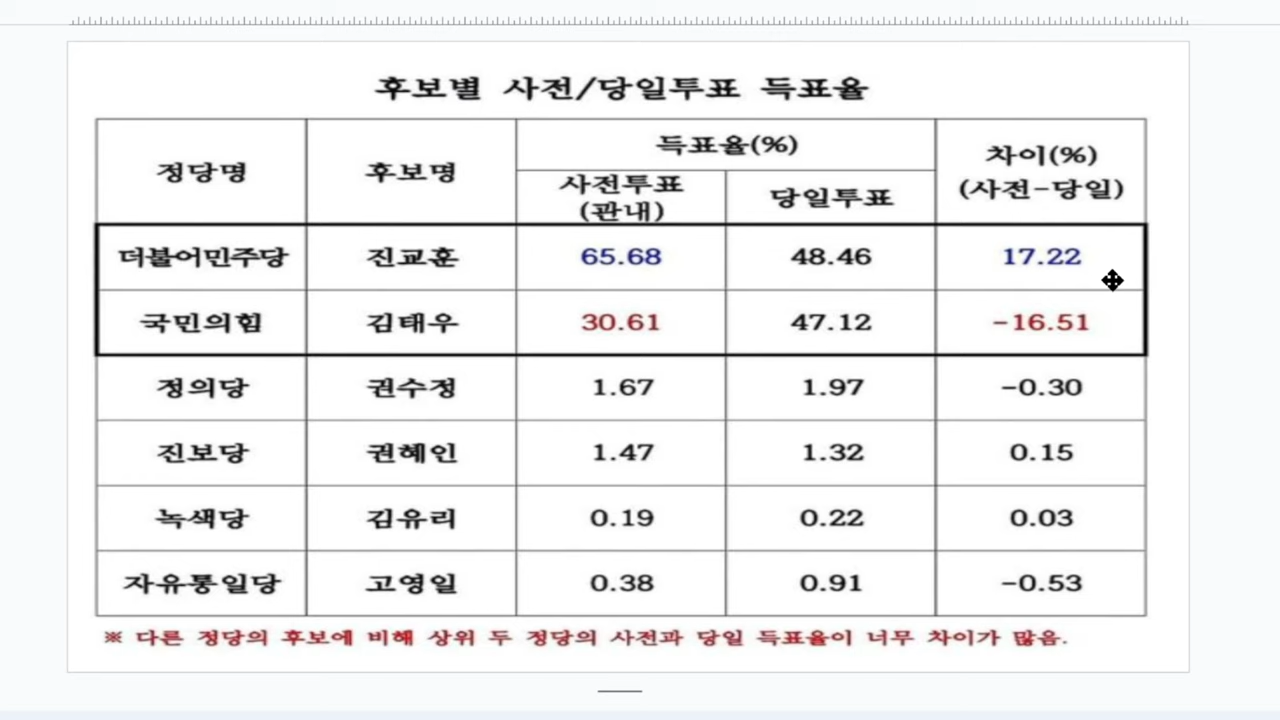 후보별 사전/당일투표 득표율
정당명 후보명 득표율(%) 차이(%)
(사전-당일)
사전투표
(관내) 당일투표
더불어민주당 진교훈 65.68 48.46 17.22
국민의힘 김태우 30.61 47.12 -16.51
정의당 권수정 1.67 1.97 -0.30
진보당 권혜인 1.47 1.32 0.15
녹색당 김유리 0.19 0.22 0.03
자유통일당 고영일 0.38 0.91 -0.53
※ 다른 정당의 후보에 비해 상위 두 정당의 사전과 당일 득표율이 너무 차이가 많음.